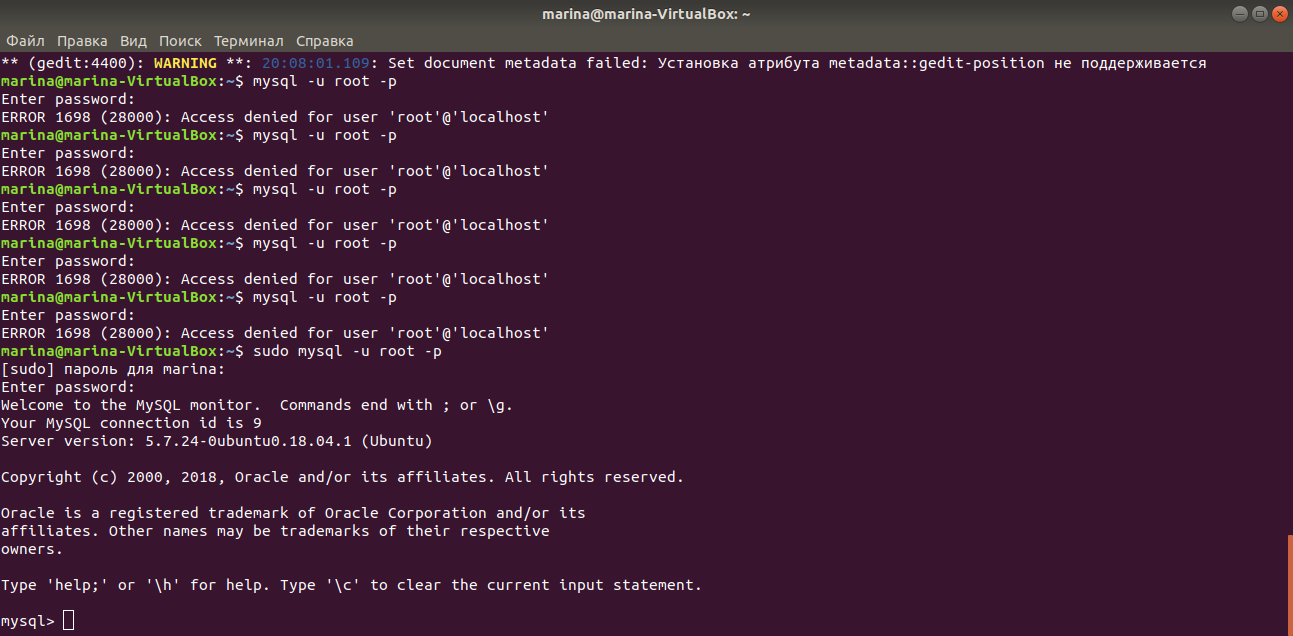 marina@marina-VirtualBox: ~
Файл Правка Вид Поиск Терминал Справка
** (gedit:4400): WARNING **: 20:08:01.109: Set document metadata failed: Установка атрибута metadata::gedit-position не поддерживается
marina@marina-VirtualBox:~$ mysql -u root -p
Enter password:
ERROR 1698 (28000): Access denied for user 'root'@'localhost'
marina@marina-VirtualBox:~$ mysql -u root -p
Enter password:
ERROR 1698 (28000): Access denied for user 'root'@'localhost'
marina@marina-VirtualBox:~$ mysql -u root -p
Enter password:
ERROR 1698 (28000): Access denied for user 'root'@'localhost'
marina@marina-VirtualBox:~$ mysql -u root -p
Enter password:
ERROR 1698 (28000): Access denied for user 'root'@'localhost'
marina@marina-VirtualBox:~$ mysql -u root -p
Enter password:
ERROR 1698 (28000): Access denied for user 'root'@'localhost'
marina@marina-VirtualBox:~$ sudo mysql -u root -p
[sudo] пароль для marina:
Enter password:
Welcome to the MySQL monitor.  Commands end with ; or \g.
Your MySQL connection id is 9
Server version: 5.7.24-0ubuntu0.18.04.1 (Ubuntu)
Copyright (c) 2000, 2018, Oracle and/or its affiliates. All rights reserved.
Oracle is a registered trademark of Oracle Corporation and/or its
affiliates. Other names may be trademarks of their respective
owners.
Type 'help;' or '\h' for help. Type '\c' to clear the current input statement.
mysql>